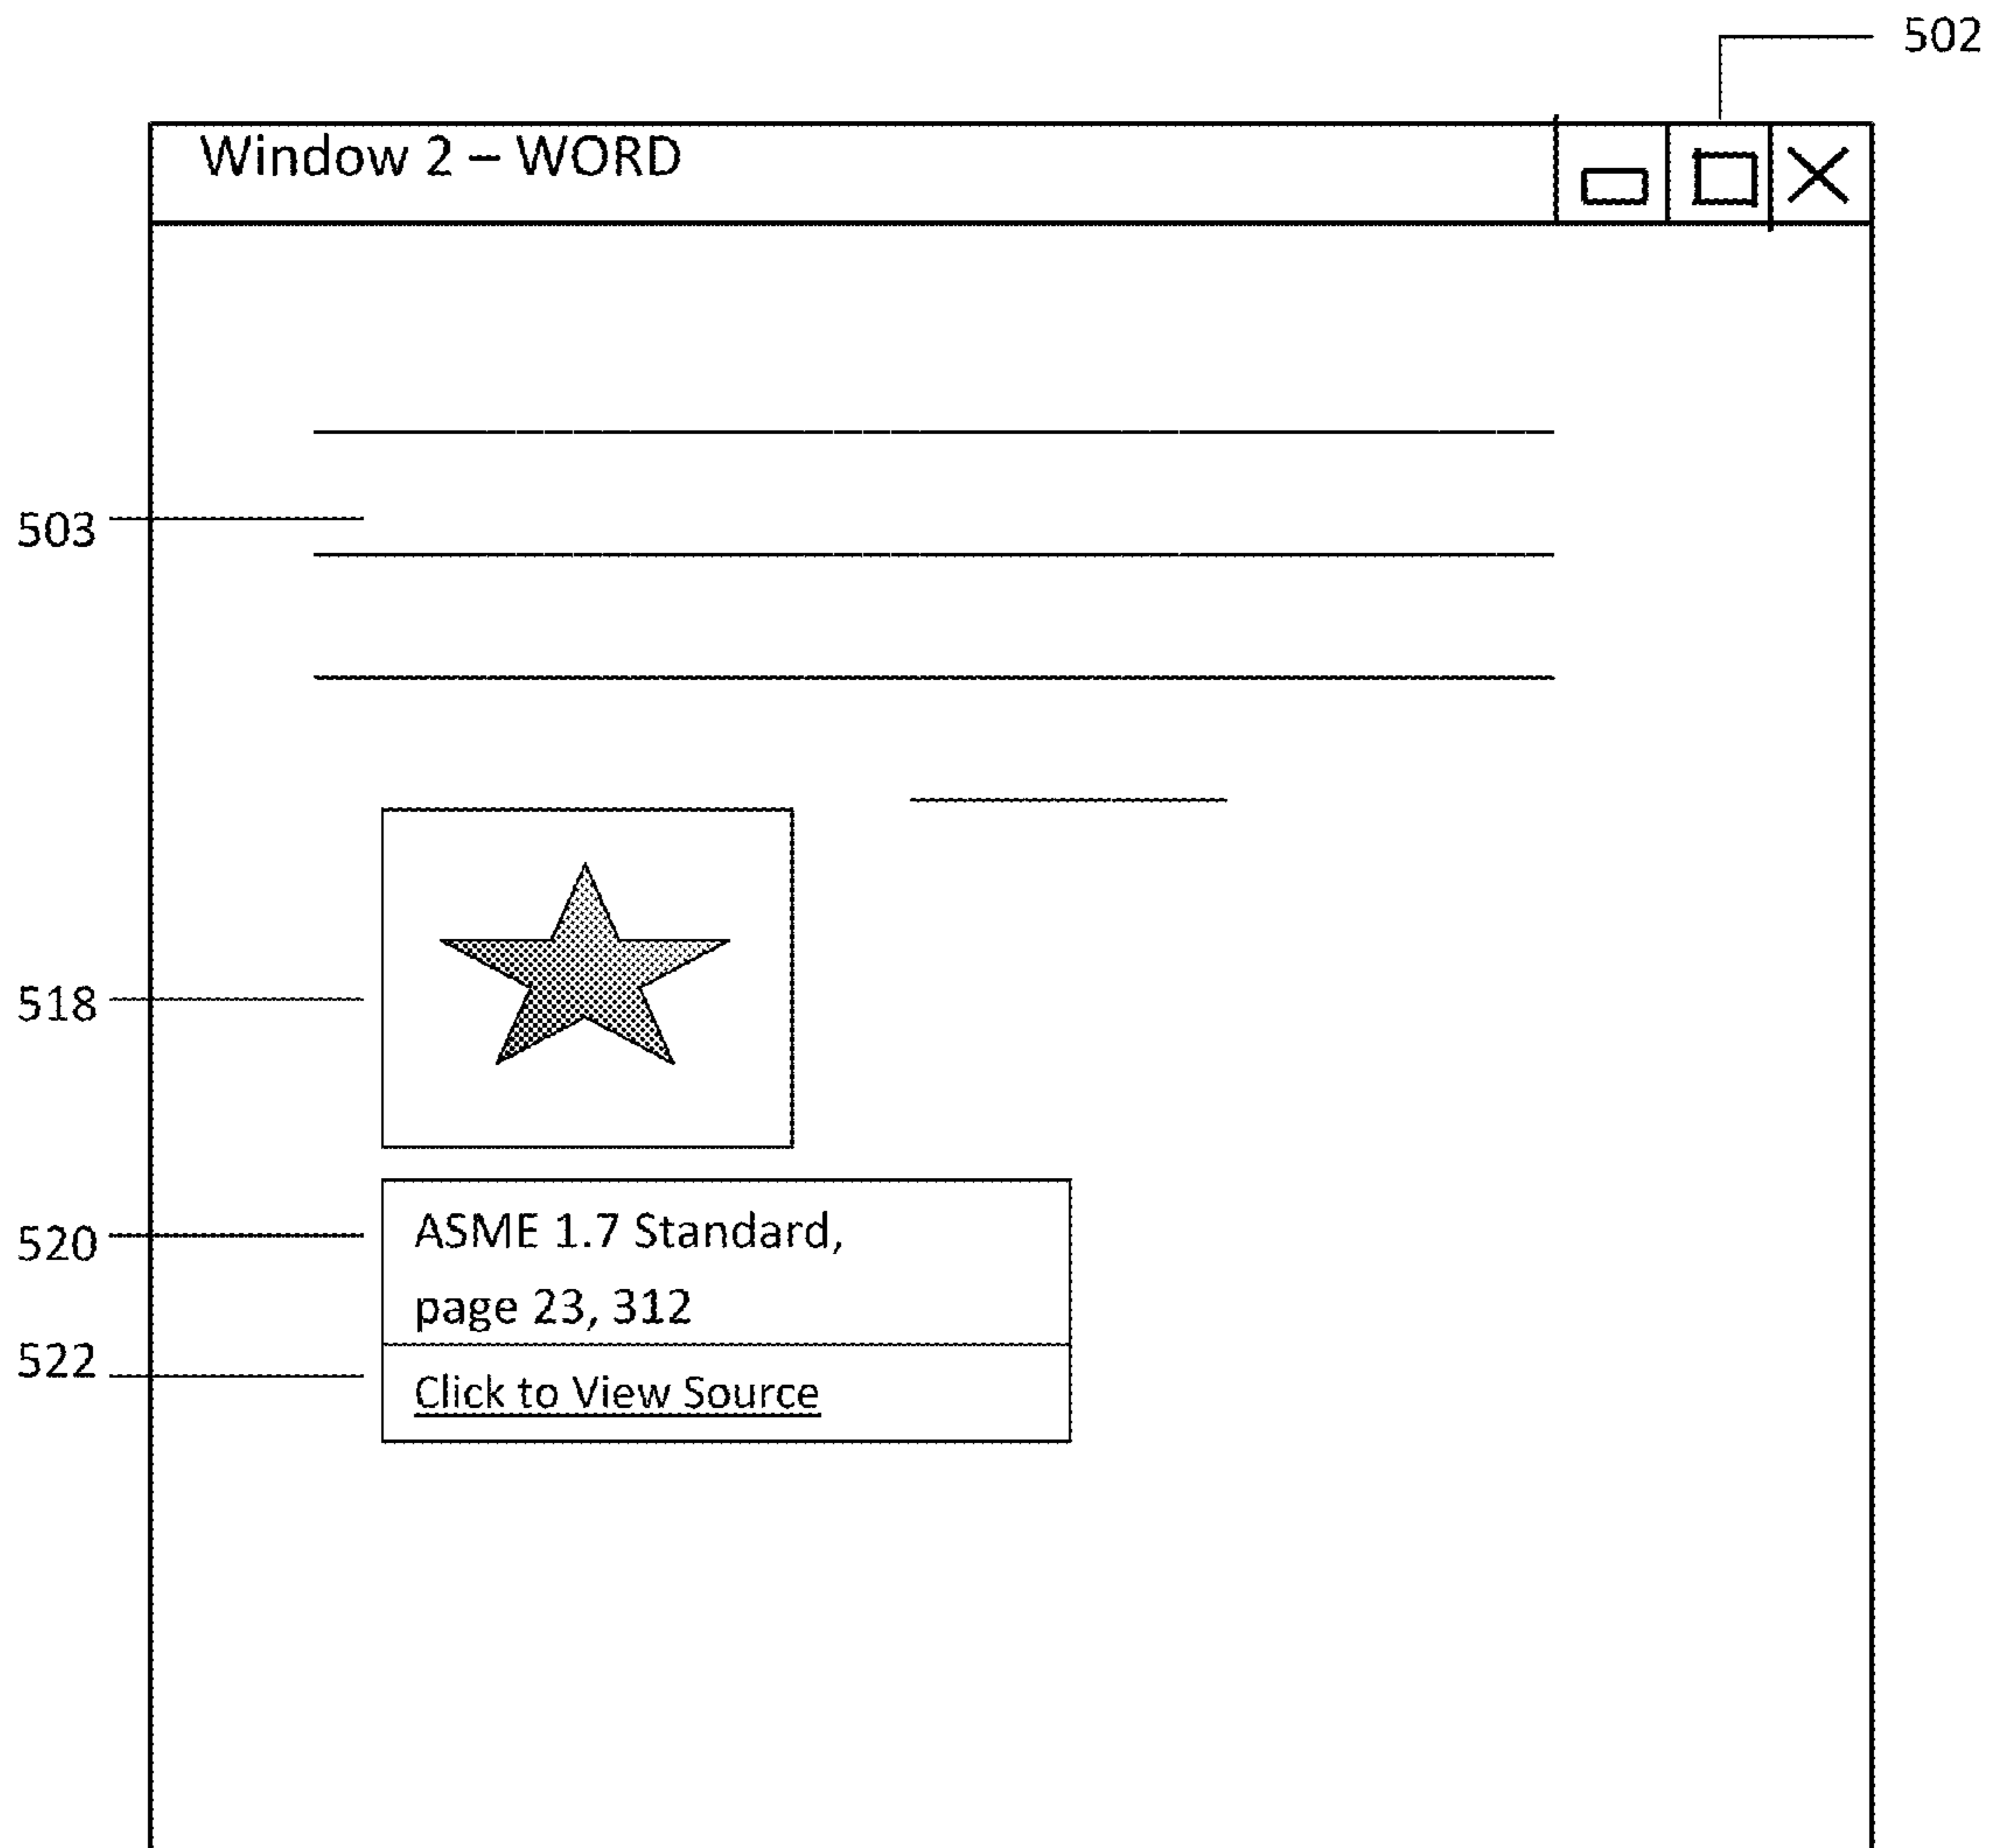 502
Window 2 – WORD
503
518
520
ASME 1.7 Standard,
page 23, 312
522
Click to View Source